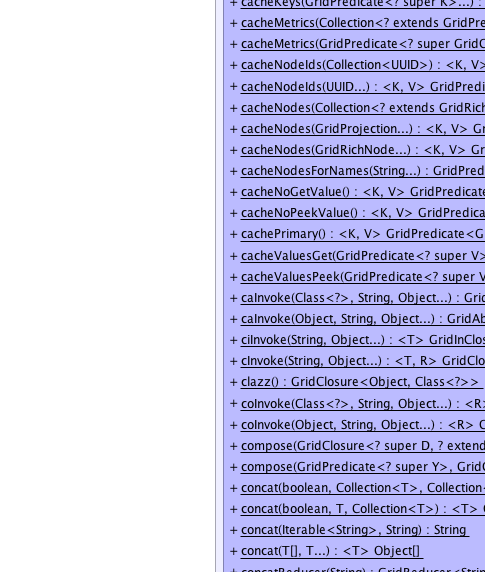 + cacheKeys(GridPredicate<? super K>...) :
+ cacheMetrics(Collection<? extends GridPre
+ cacheMetrics(GridPredicate<? super GridC
+ cacheNodeIds(Collection<UUID>) : <K, V>
+ cacheNodeIds(UUID...) : <K, V> GridPredi
+ cacheNodes(Collection<? extends GridRich
+ cacheNodes(GridProjection...) : <K, V> Gr
+ cacheNodes(GridRichNode...) : <K, V> Gr
+ cacheNodesForNames(String...) : GridPred
+ cacheNoGetValue() : <K, V> GridPredicate
+ cacheNoPeekValue() : <K, V> GridPredica
+ cachePrimary() : <K, V> GridPredicate<G
+ cacheValuesGet(GridPredicate<? super V>
+ cacheValuesPeek(GridPredicate<? super V
+ caInvoke(Class<?>, String, Object...) : Grid
+ caInvoke(Object, String, Object...) : GridAb
+ ciInvoke(String, Object...) : <T> GridInClos
+ cInvoke(String, Object...) : <T, R> GridClo
+ clazz() : GridClosure<Object, Class<?>>
+ coInvoke(Class<?>, String, Object...) : <R>
+ coInvoke(Object, String, Object...) : <R> G
+ compose(GridClosure<? super D, ? extend
+ compose(GridPredicate<? super Y>, GridC
+ concat(boolean, Collection<T>, Collection
+ concat(boolean, T, Collection<T>) : <T> C
+ concat(Iterable<String>, String) : String
+ concat(T[], T...) : <T> Object[]
+ concatReducer(String) : GridReducer<Strin